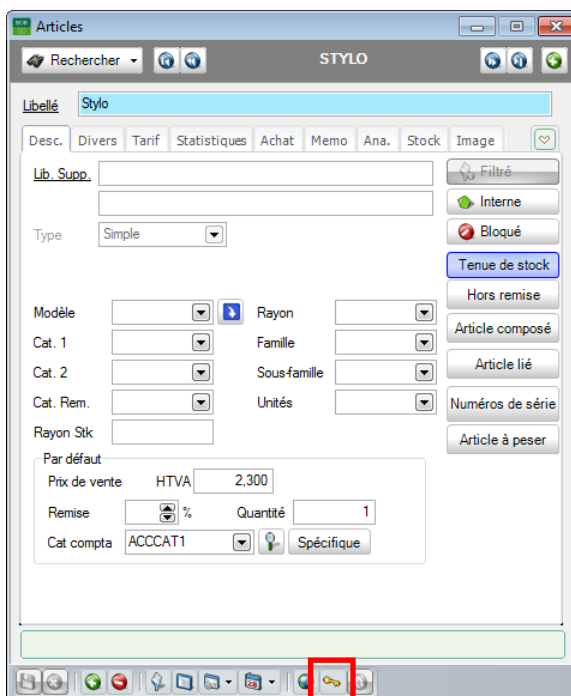 Articles
Rechercher STYLO
Libellé Stylo
Desc. Divers Tarif Statistiques Achat Memo Ana. Stock Image
Lib. Supp. Filtré
Interne
Type Simple Bloqué
Tenue de stock
Hors remise
Modèle Rayon
Article composé
Cat. 1 Famille
Cat. 2 Sous-famille Article lié
Cat. Rem. Unités Numéros de série
Rayon Stk Article à peser
Par défaut
Prix de vente HTVA 2,300
Remise % Quantité 1
Cat compta ACCCAT1 Spécifique